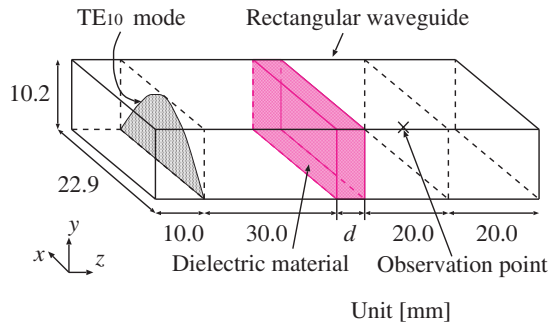 TE10 mode
Rectangular waveguide
10.2
22.9
10.0
30.0
d
20.0
20.0
Dielectric material
Observation point
y
x
z
Unit [mm]